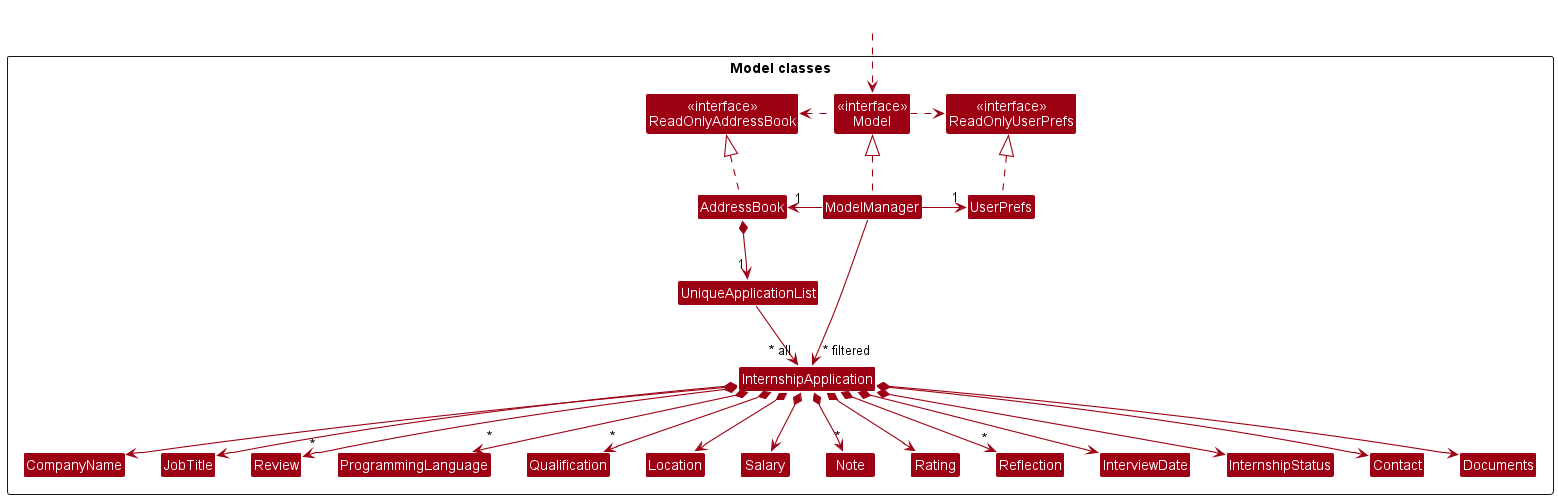 Model classes
«interface»
ReadOnlyAddressBook
«interface»
Model
«interface»
ReadOnlyUserPrefs
AddressBook
1
ModelManager
1
UserPrefs
1
UniqueApplicationList
* all
* filtered
InternshipApplication
*
*
*
*
*
CompanyName
JobTitle
Review
ProgrammingLanguage
Qualification
Location
Salary
Note
Rating
Reflection
InterviewDate
InternshipStatus
Contact
Documents